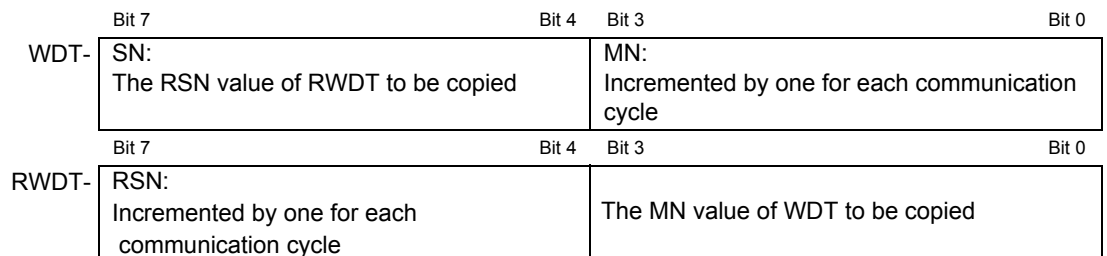 Bit 7 Bit 4 Bit 3 Bit 0
WDT- SN: MN:
The RSN value of RWDT to be copied Incremented by one for each communication
cycle
Bit 7 Bit 4 Bit 3 Bit 0
RWDT- RSN:
Incremented by one for each The MN value of WDT to be copied
communication cycle